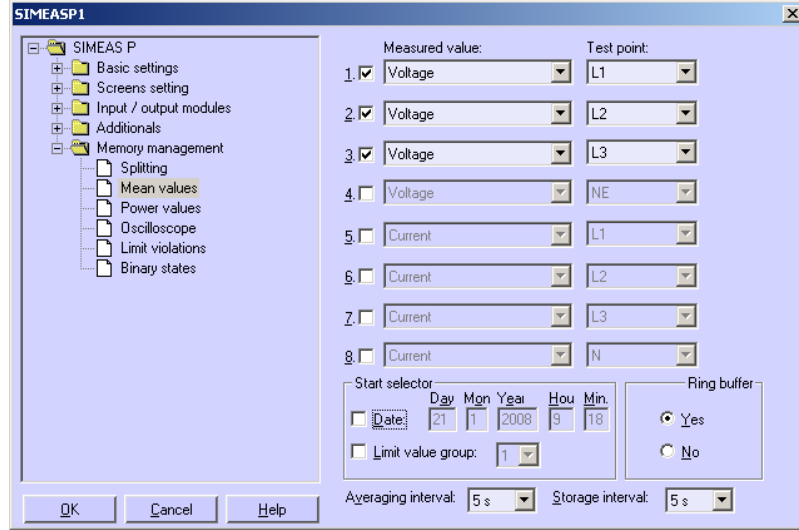 SIMEASP1
SIMEAS P
Basic settings
Screens setting
Input / output modules
Additionals
Memory management
Splitting
Mean values
Power values
Oscilloscope
Limit violations
Binary states
OK Cancel Help
Measured value: Test point:
1. Voltage L1
2. Voltage L2
3. Voltage L3
4. Voltage NE
5. Current L1
6. Current L2
7. Current L3
8. Current N
Start selector
Day Mon Year Hou Min.
Date: 21 1 2008 9 18
Limit value group: 1
Ring buffer
Yes
No
Averaging interval: 5 s Storage interval: 5 s